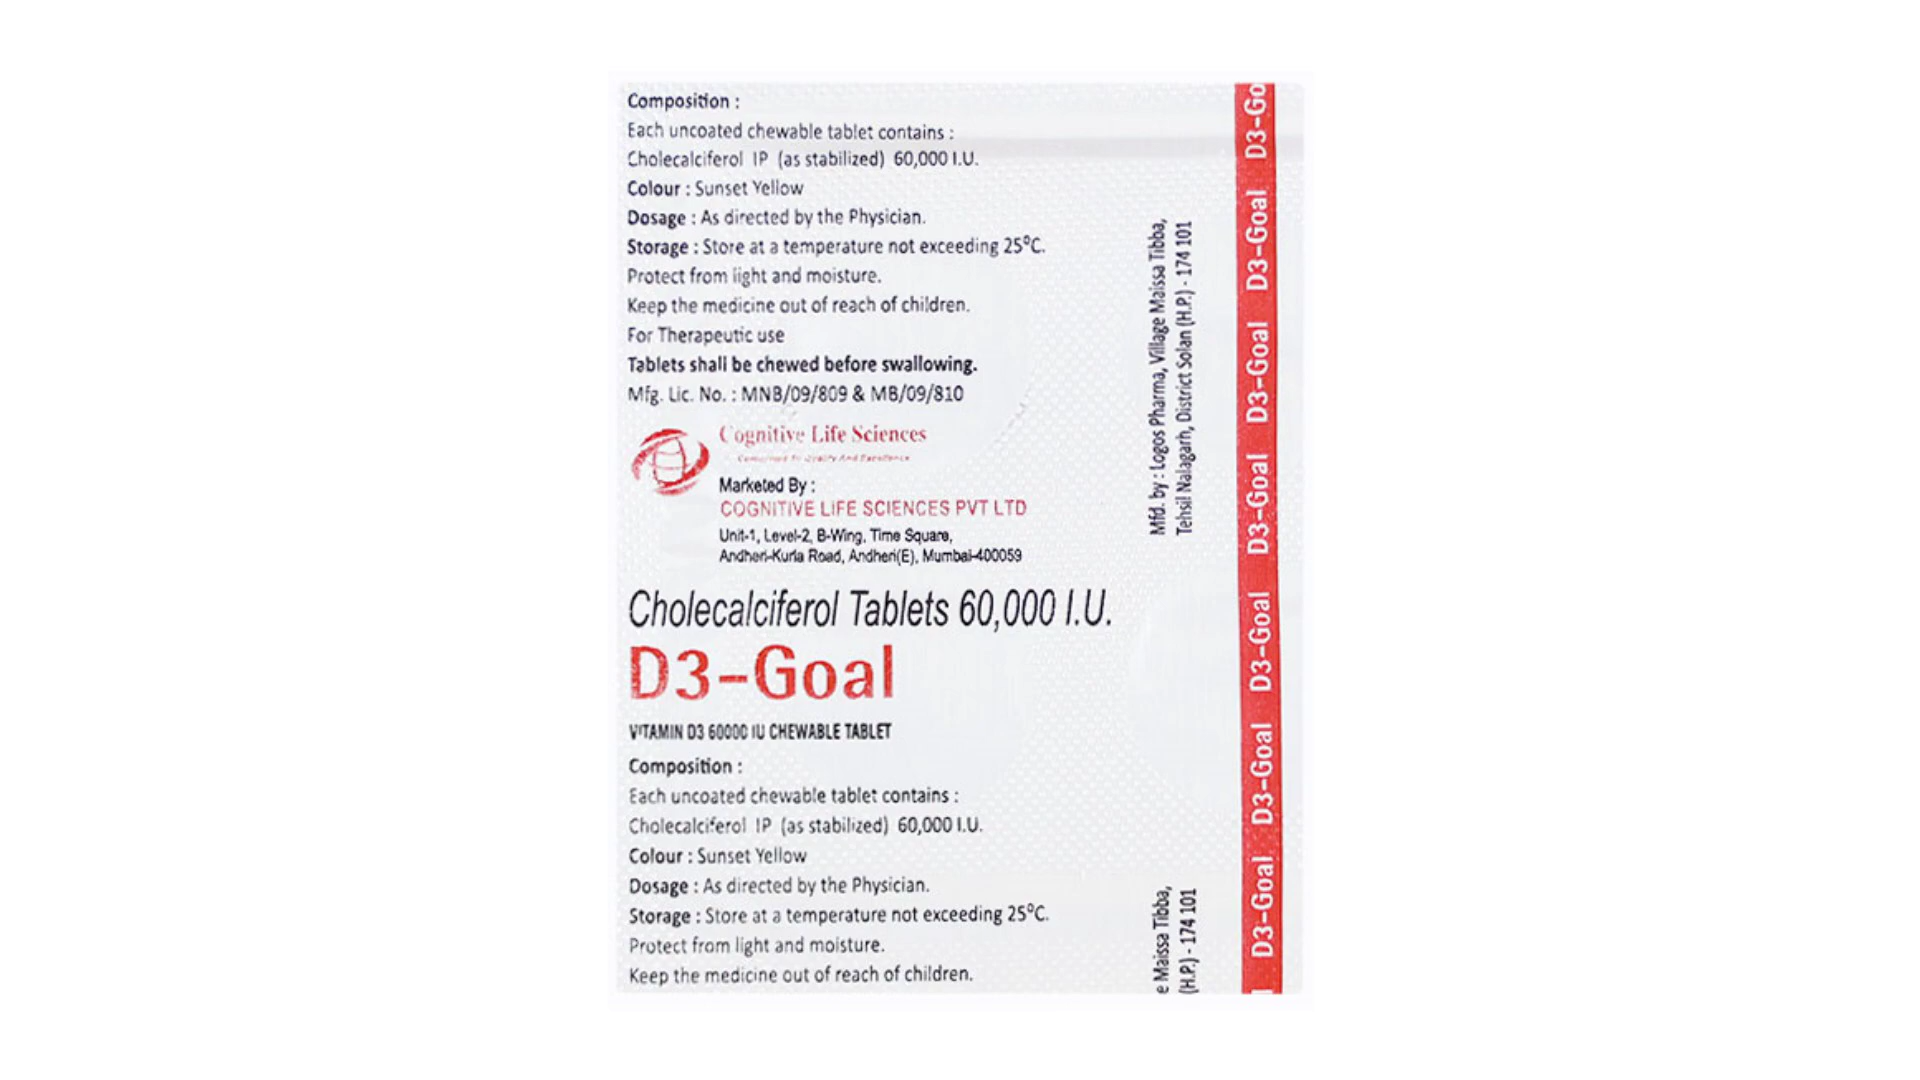 Composition :
Each uncoated chewable tablet contains :
Cholecalciferol IP (as stabilized) 60,000 I.U.
Colour : Sunset Yellow
Dosage : As directed by the Physician.
Storage : Store at a temperature not exceeding 25°C.
Protect from light and moisture.
Keep the medicine out of reach of children.
For Therapeutic use
Tablets shall be chewed before swallowing.
Mfg. Lic. No. : MNB/09/809 & MB/09/810
Cognitive Life Sciences
Marketed By :
COGNITIVE LIFE SCIENCES PVT LTD
Unit-1, Level-2, B-Wing, Time Square,
Andheri-Kurla Road, Andheri(E), Mumbai-400059
Cholecalciferol Tablets 60,000 I.U.
D3-Goal
VITAMIN D3 60000 IU CHEWABLE TABLET
Composition :
Each uncoated chewable tablet contains :
Cholecalciferol IP (as stabilized) 60,000 I.U.
Colour : Sunset Yellow
Dosage : As directed by the Physician.
Storage : Store at a temperature not exceeding 25°C.
Protect from light and moisture.
Keep the medicine out of reach of children.
Mfd. by : Logos Pharma, Village Maissa Tibba,
Tehsil Nalagarh, District Solan (H.P.) - 174 101
e Maissa Tibba,
(H.P.) - 174 101
D3-Goal D3-Goal D3-Goal D3-Goal D3-Goal D3-Goal D3-Go